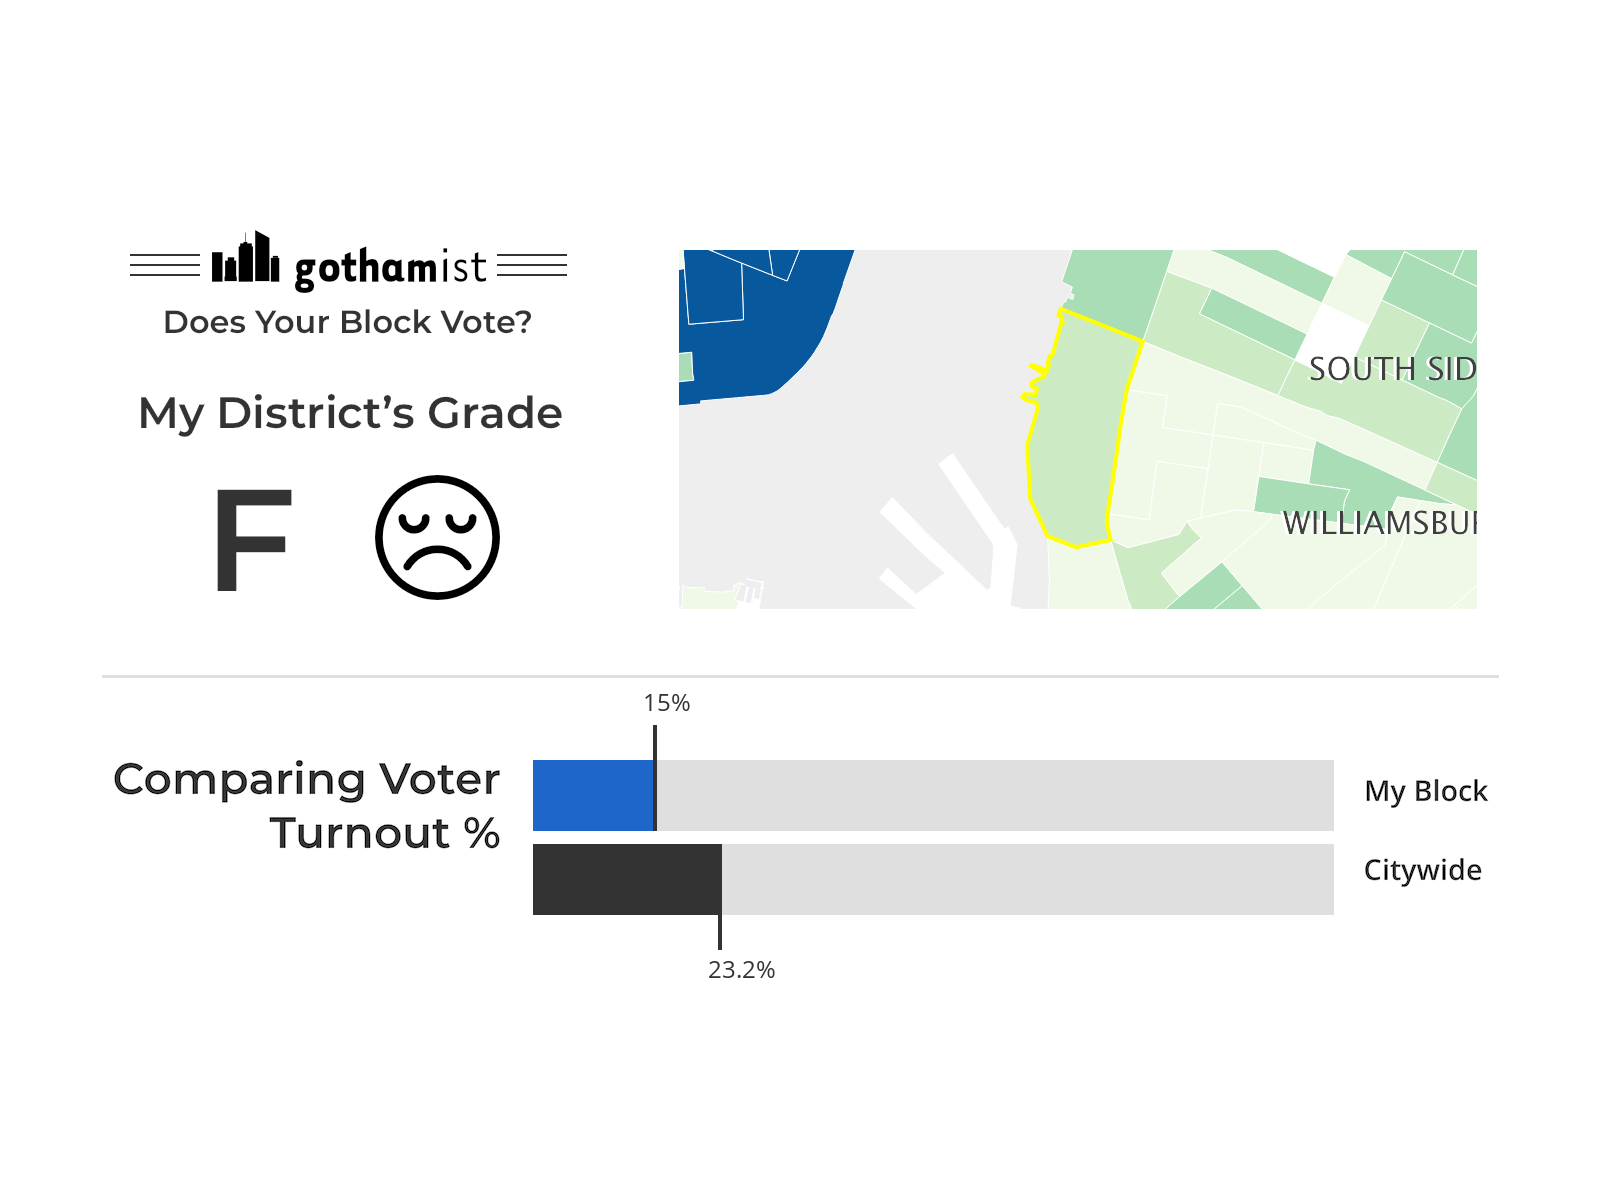 gothamist
Does Your Block Vote?
My District’s Grade
F
SOUTH SID
WILLIAMSBUR
15%
Comparing Voter
Turnout %
My Block
Citywide
23.2%